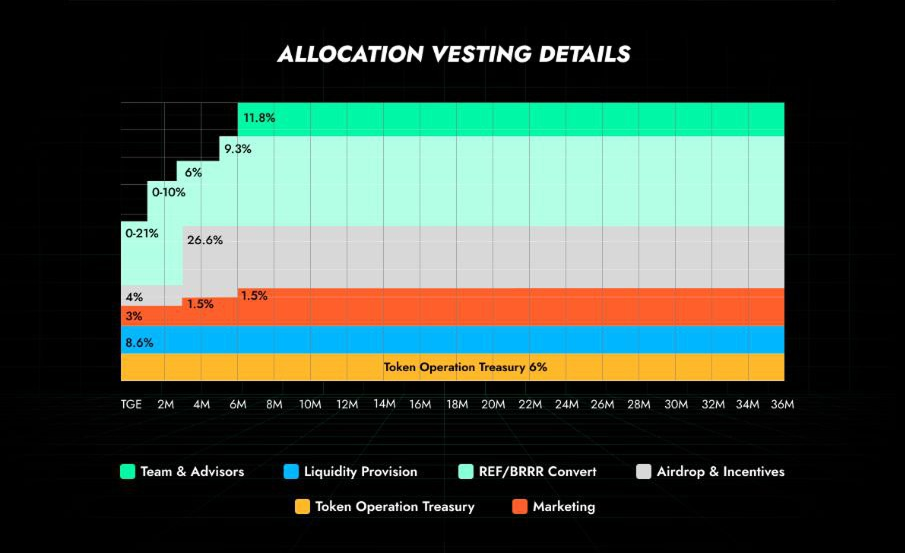 ALLOCATION VESTING DETAILS
11.8%
9.3%
6%
0-10%
0-21%
26.6%
4%
1.5%
1.5%
3%
8.6%
Token Operation Treasury 6%
TGE 2M 4M 6M 8M 10M 12M 14M 16M 18M 20M 22M 24M 26M 28M 30M 32M 34M 36M
Team & Advisors Liquidity Provision REF/BRRR Convert Airdrop & Incentives
Token Operation Treasury Marketing